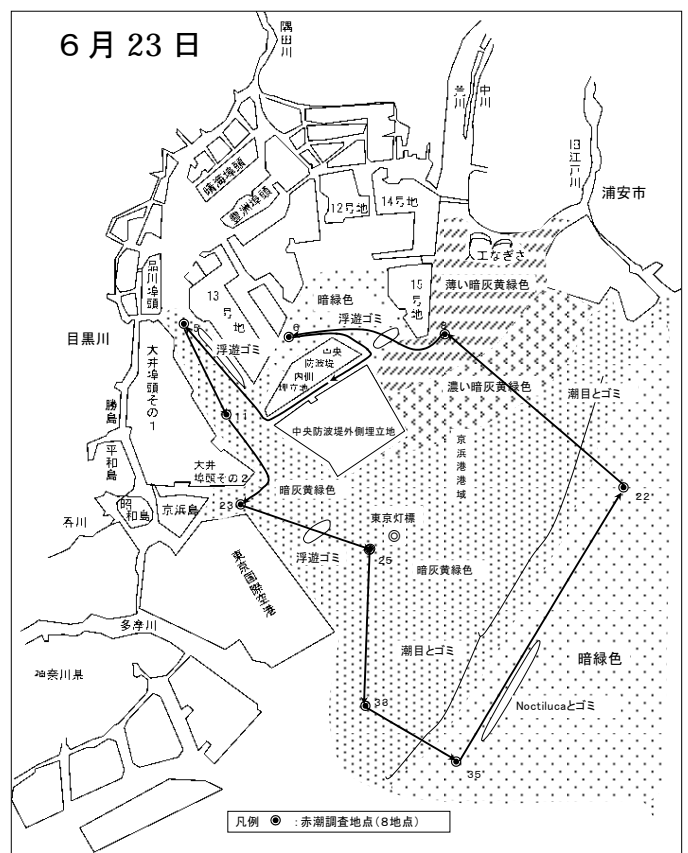 6月23日
隅田川
荒川
中川
旧江戸川
浦安市
晴海埠頭
豊洲埠頭
12号地
14号地
人工なぎさ
品川埠頭
13号地
15号地
暗緑色
浮遊ゴミ
薄い暗灰黄緑色
目黒川
5
6
8
浮遊ゴミ
中央防波堤内側埋立地
濃い暗灰黄緑色
潮目とゴミ
大井埠頭その1
勝島
11
中央防波堤外側埋立地
京浜港港域
平和島
大井埠頭その2
22
昭和島
京浜島
23
暗灰黄緑色
東京灯標
呑川
浮遊ゴミ
25
暗灰黄緑色
東京国際空港
多摩川
潮目とゴミ
暗緑色
神奈川県
33
Noctilucaとゴミ
35
凡例 ◉ :赤潮調査地点(8地点)